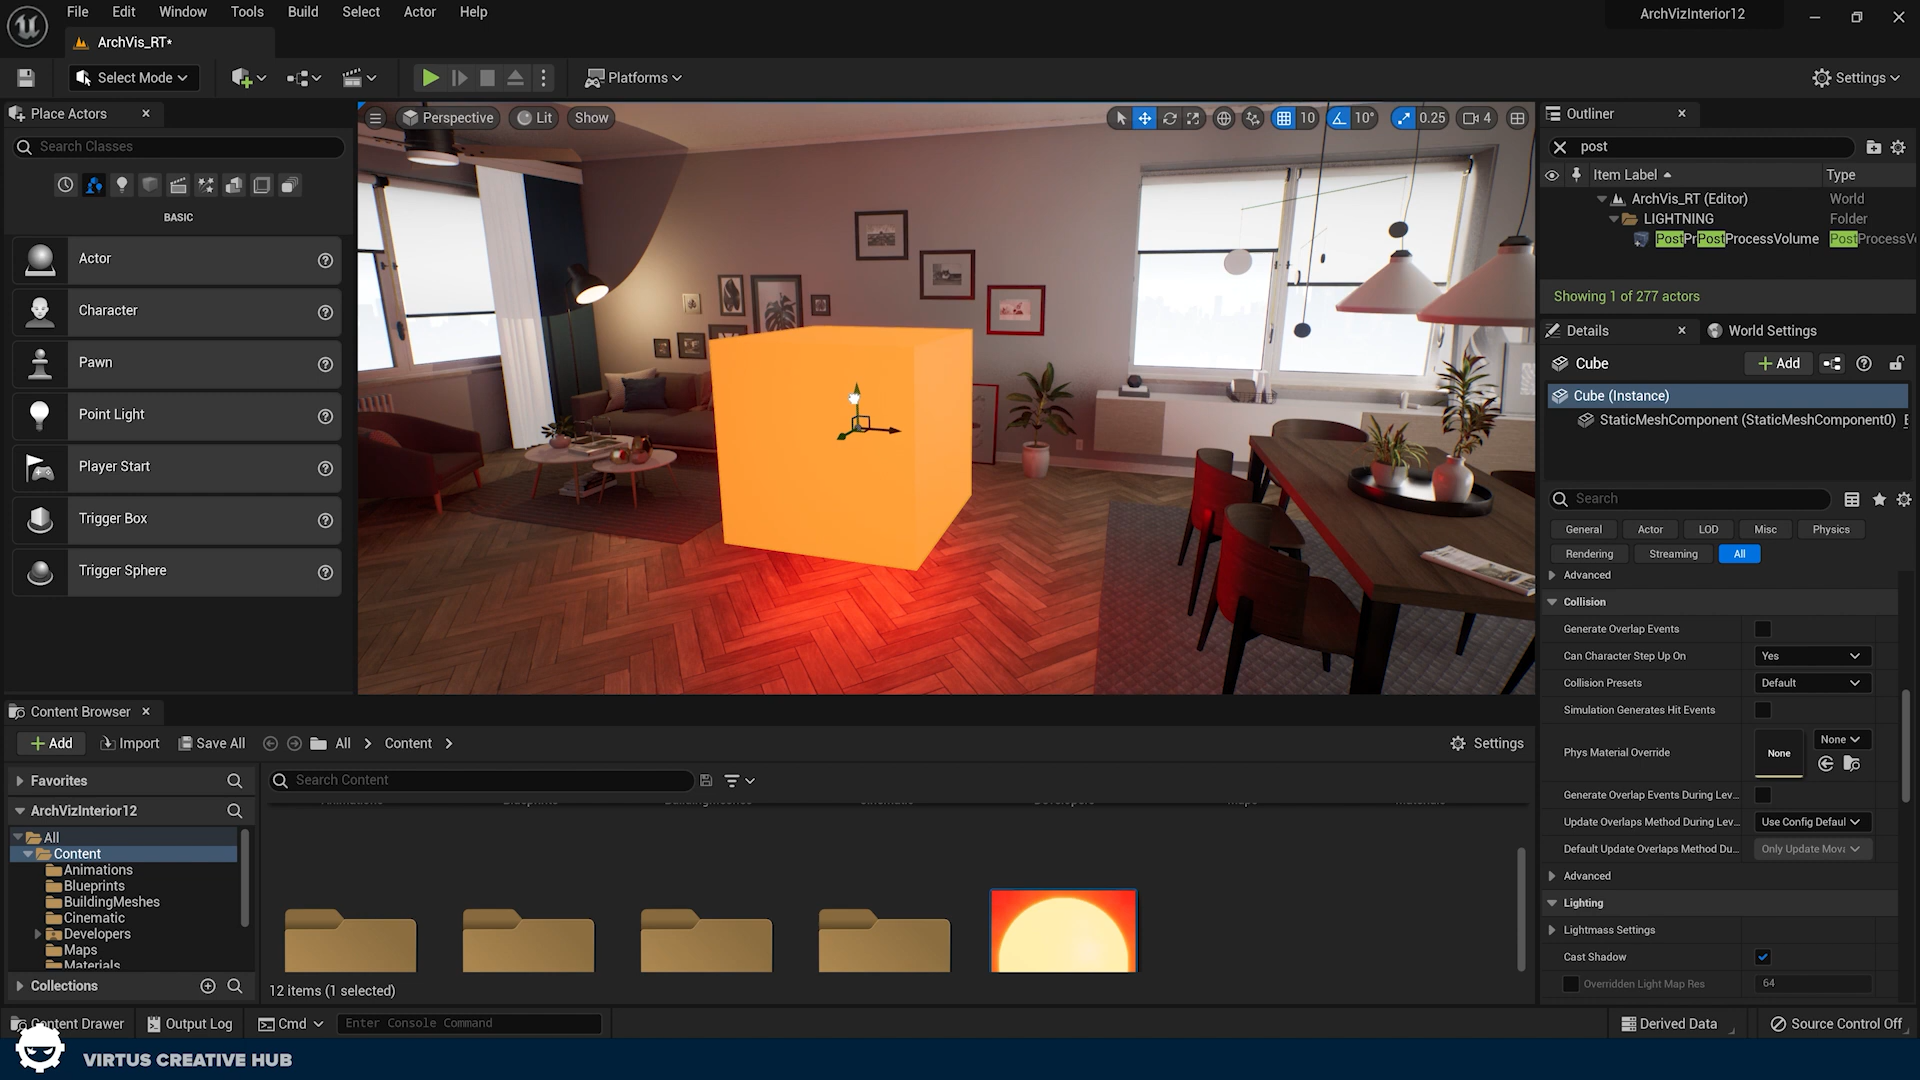 File Edit Window Tools Build Select Actor Help
ArchVizInterior12
ArchVis_RT*
Select Mode
Platforms
Settings
Place Actors
Search Classes
BASIC
Actor
Character
Pawn
Point Light
Player Start
Trigger Box
Trigger Sphere
Perspective Lit Show
10 10° 0.25 4
Outliner
post
Item Label Type
ArchVis_RT (Editor) World
LIGHTNING Folder
PostPrPostProcessVolume PostProcessV
Showing 1 of 277 actors
Details World Settings
Cube Add
Cube (Instance)
StaticMeshComponent (StaticMeshComponent0) E
Search
General Actor LOD Misc Physics
Rendering Streaming All
Advanced
Collision
Generate Overlap Events
Can Character Step Up On Yes
Collision Presets Default
Simulation Generates Hit Events
Phys Material Override None None
Generate Overlap Events During Lev...
Update Overlaps Method During Lev... Use Config Defaul
Default Update Overlaps Method Du... Only Update Mova
Advanced
Lighting
Lightmass Settings
Cast Shadow
Overridden Light Map Res 64
Content Browser
Add Import Save All All Content Settings
Favorites
Search Content
ArchVizInterior12
All
Content
Animations
Blueprints
BuildingMeshes
Cinematic
Developers
Maps
Materials
Collections
12 items (1 selected)
Content Drawer Output Log Cmd Enter Console Command Derived Data Source Control Off
VIRTUS CREATIVE HUB